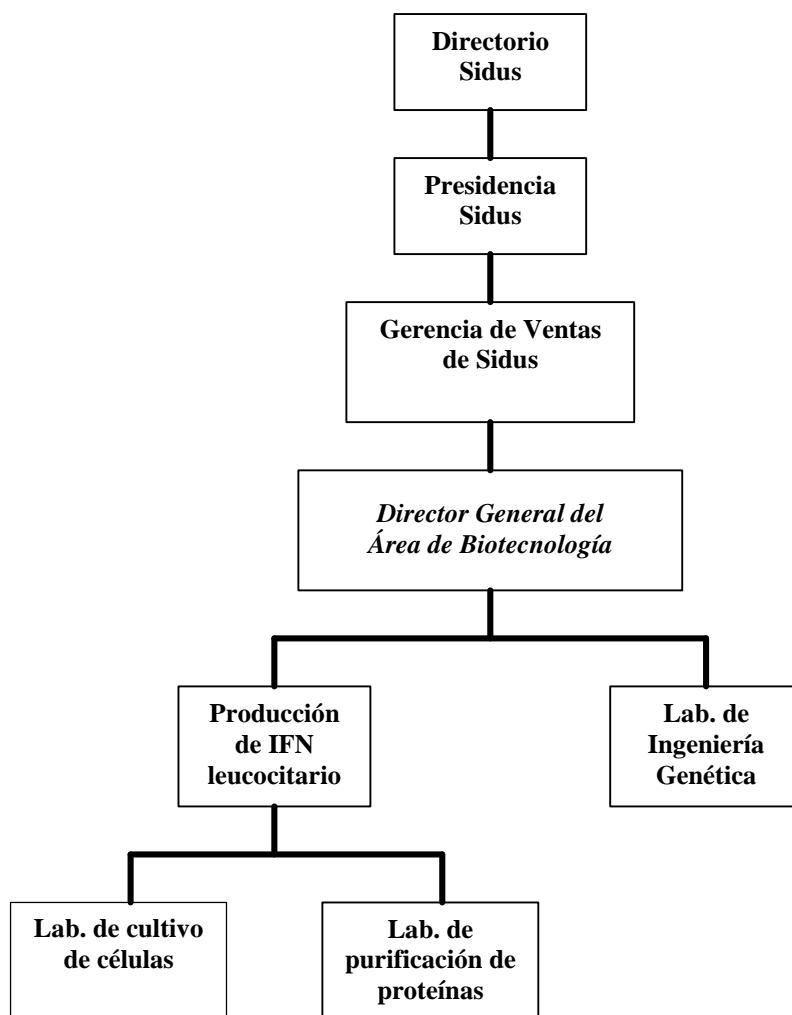 Directorio
Sidus
Presidencia
Sidus
Gerencia de Ventas
de Sidus
Director General del
Área de Biotecnología
Producción
de IFN
leucocitario
Lab. de
Ingeniería
Genética
Lab. de cultivo
de células
Lab. de
purificación de
proteínas